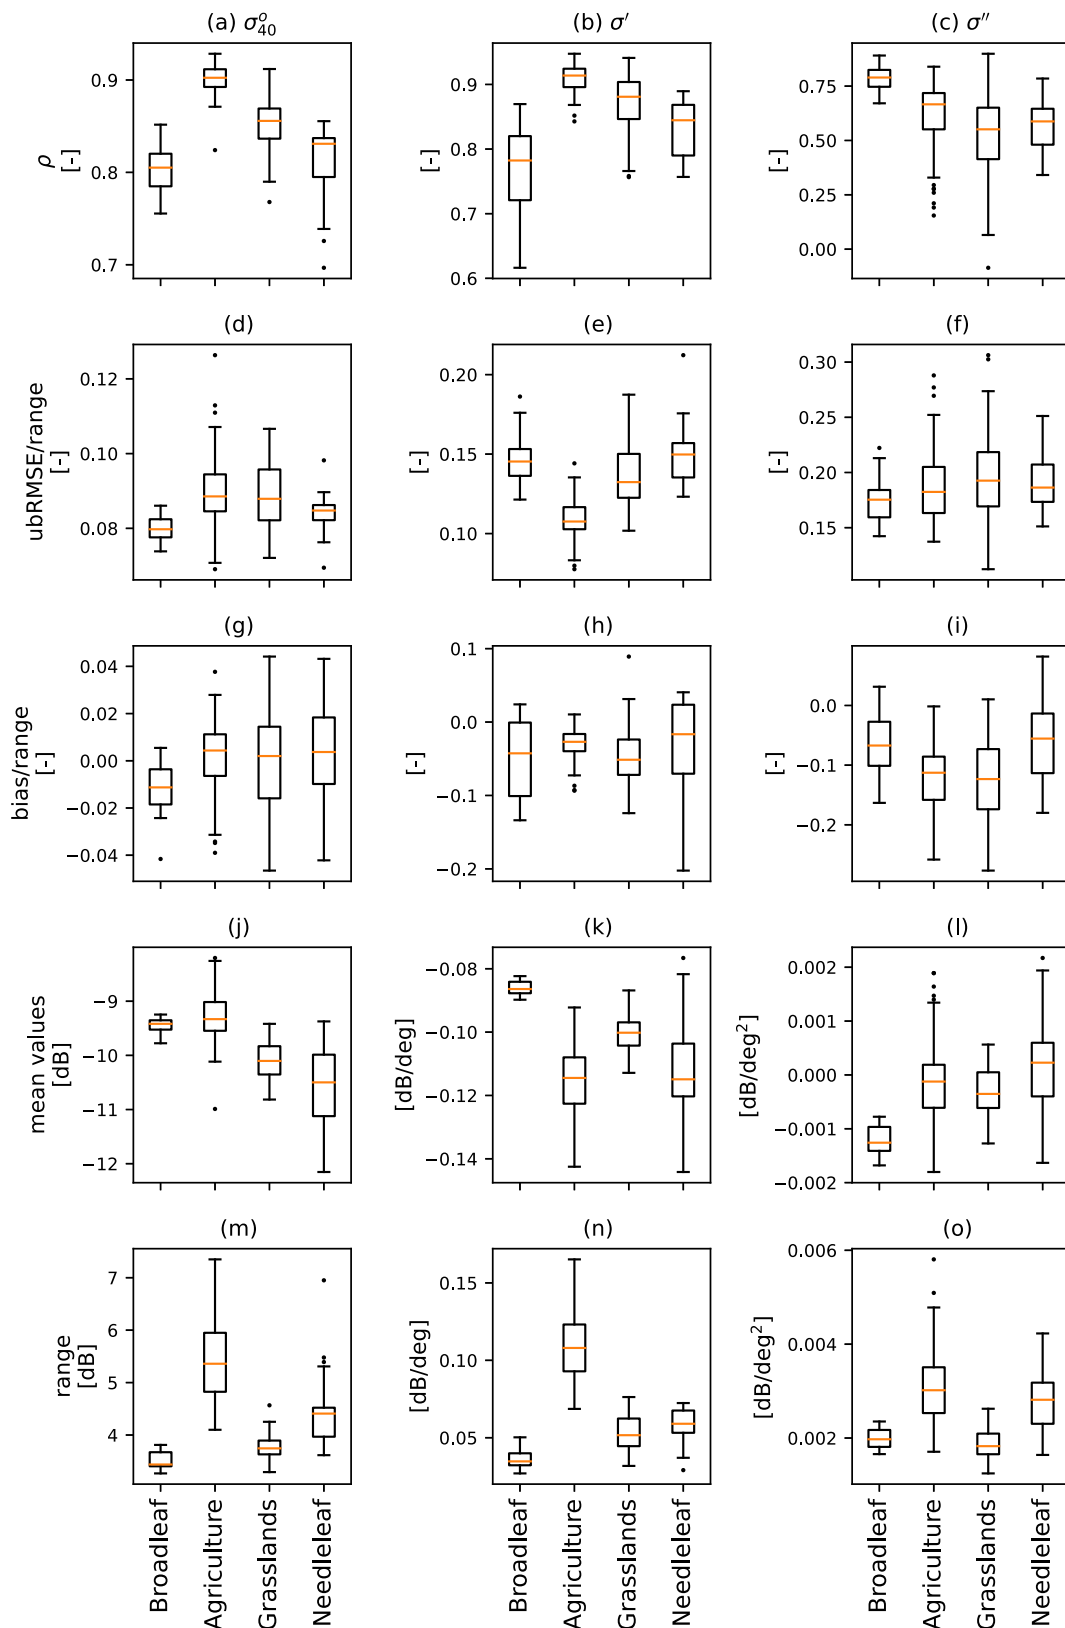 (a) σ°₄₀
(b) σ′
(c) σ″
0.9
0.8
0.7
ρ
[-]
0.9
0.8
0.7
0.6
[-]
0.75
0.50
0.25
0.00
[-]
(d)
(e)
(f)
0.12
0.10
0.08
ubRMSE/range
[-]
0.20
0.15
0.10
[-]
0.30
0.25
0.20
0.15
[-]
(g)
(h)
(i)
0.04
0.02
0.00
−0.02
−0.04
bias/range
[-]
0.1
0.0
−0.1
−0.2
[-]
0.0
−0.1
−0.2
[-]
(j)
(k)
(l)
−9
−10
−11
−12
mean values
[dB]
−0.08
−0.10
−0.12
−0.14
[dB/deg]
0.002
0.001
0.000
−0.001
−0.002
[dB/deg²]
(m)
(n)
(o)
7
6
5
4
range
[dB]
0.15
0.10
0.05
[dB/deg]
0.006
0.004
0.002
[dB/deg²]
Broadleaf
Agriculture
Grasslands
Needleleaf
Broadleaf
Agriculture
Grasslands
Needleleaf
Broadleaf
Agriculture
Grasslands
Needleleaf